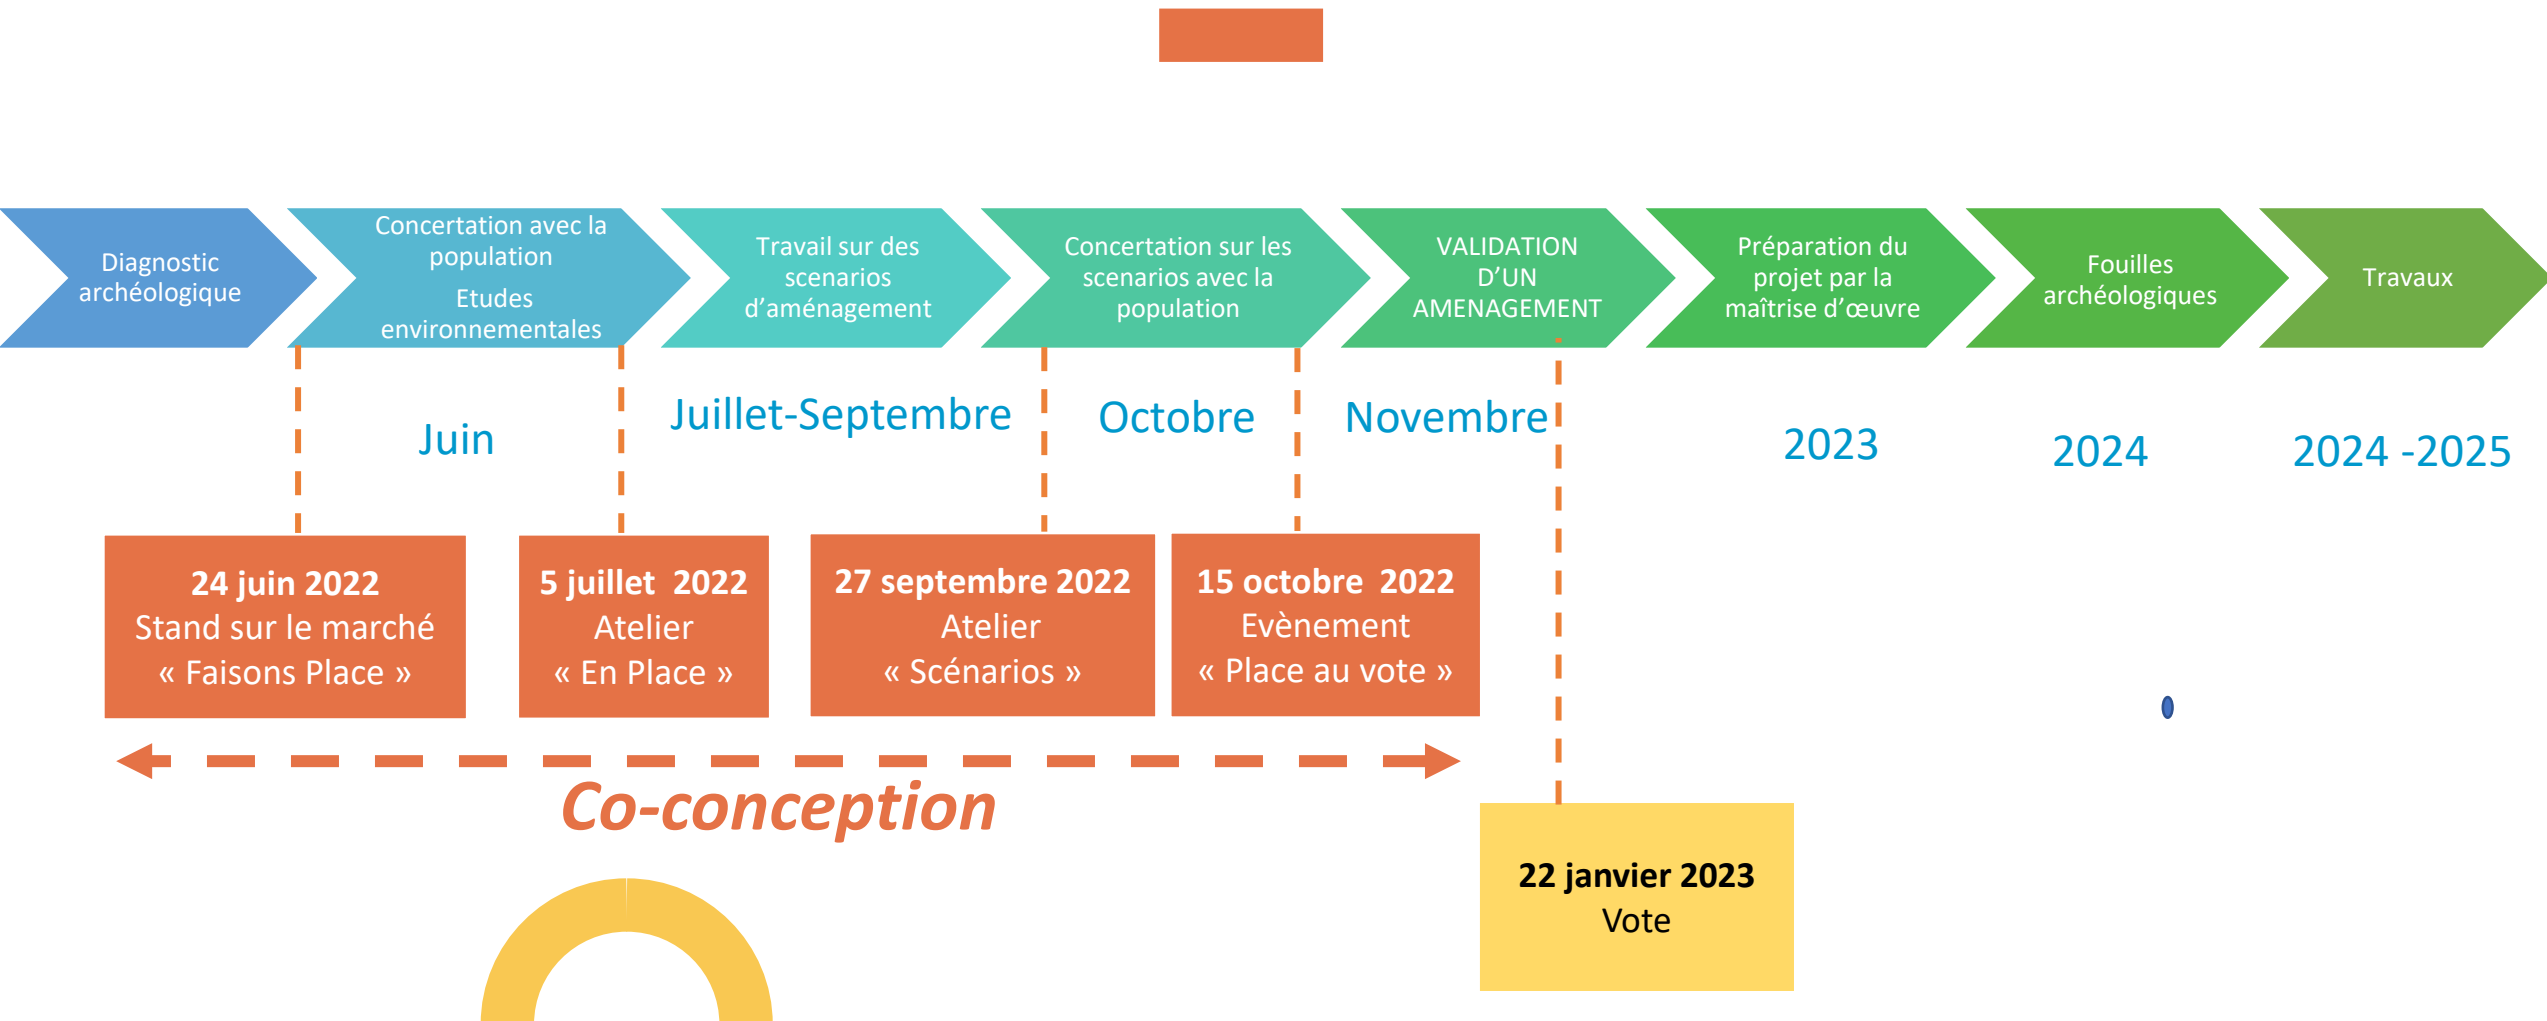 Diagnostic
archéologique
Concertation avec la
population
Etudes
environnementales
Travail sur des
scenarios
d’aménagement
Concertation sur les
scenarios avec la
population
VALIDATION
D’UN
AMENAGEMENT
Préparation du
projet par la
maîtrise d’œuvre
Fouilles
archéologiques
Travaux
Juin
Juillet-Septembre
Octobre
Novembre
2023
2024
2024 -2025
24 juin 2022
Stand sur le marché
« Faisons Place »
5 juillet  2022
Atelier
« En Place »
27 septembre 2022
Atelier
« Scénarios »
15 octobre  2022
Evènement
« Place au vote »
Co-conception
22 janvier 2023
Vote